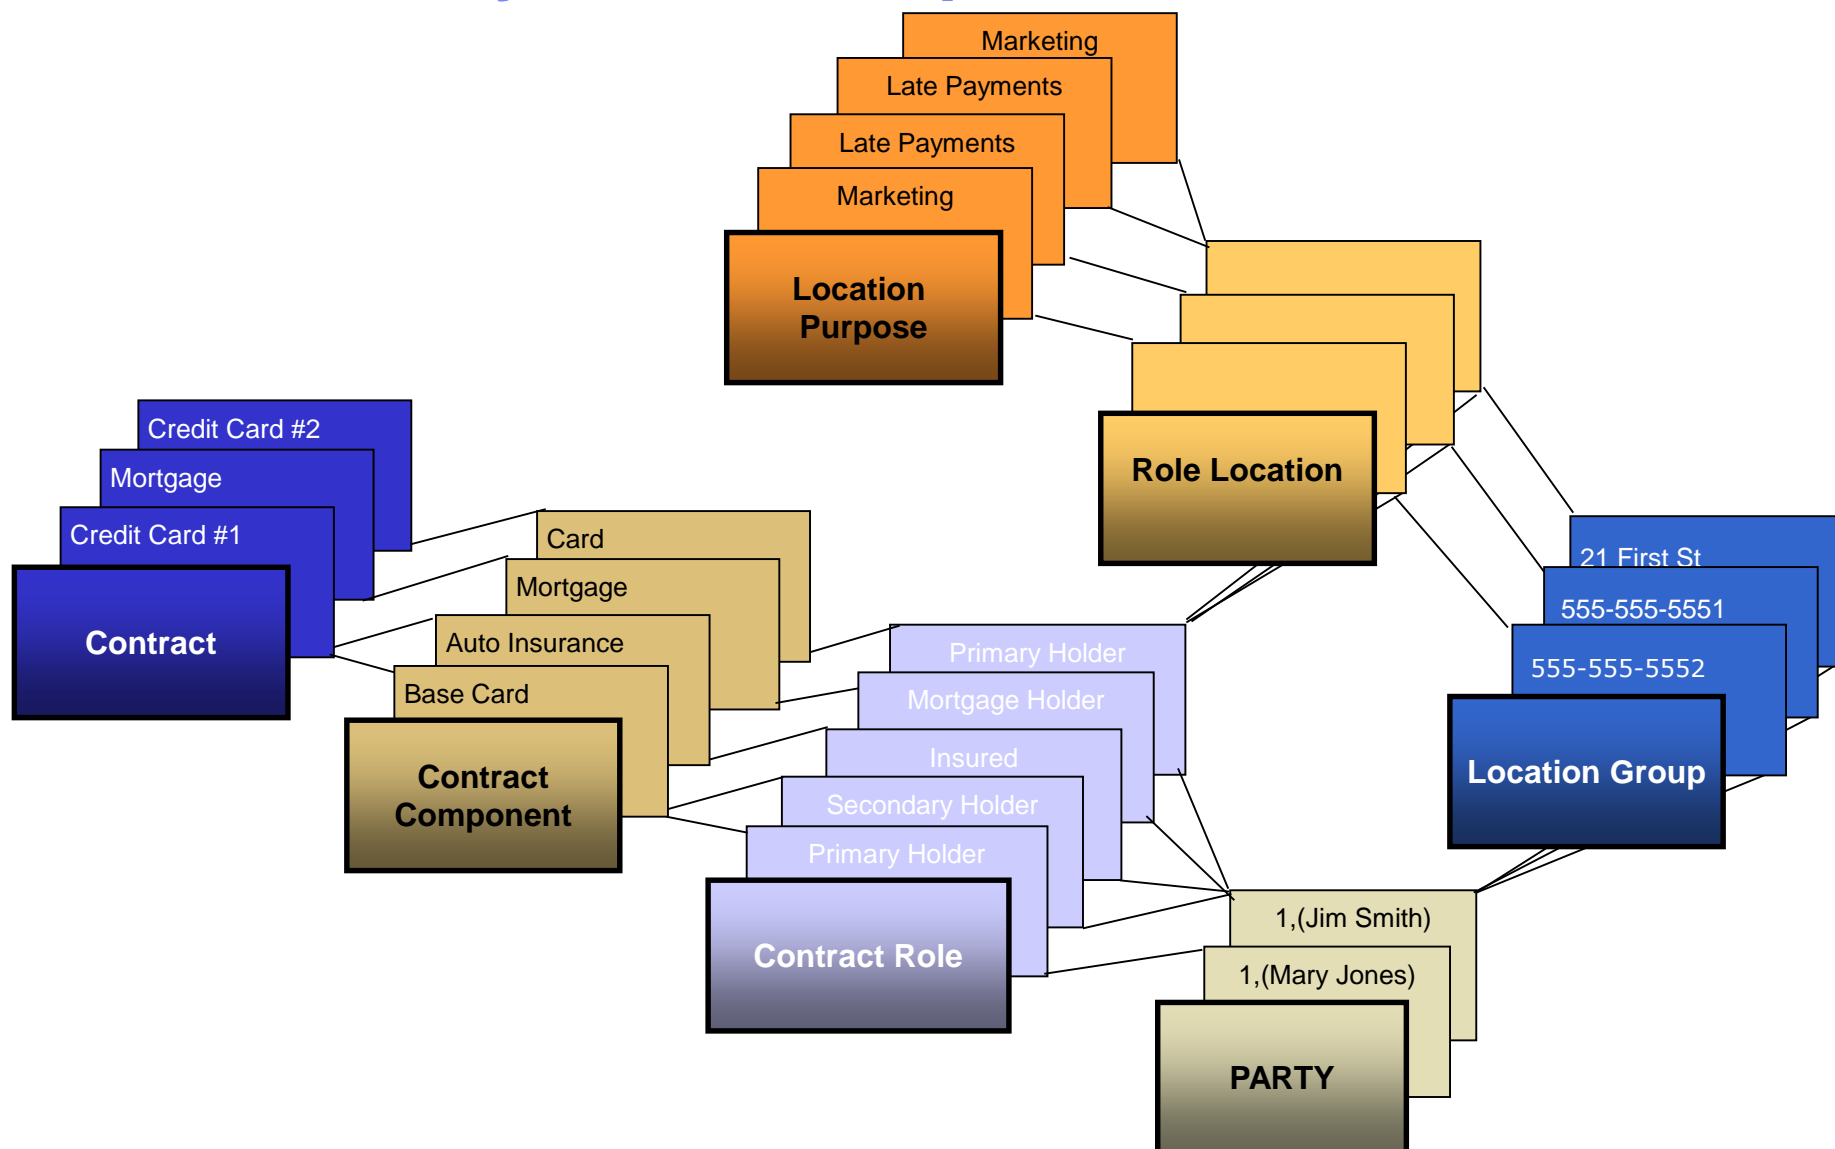 Marketing
Late Payments
Late Payments
Marketing
Location
Purpose
Role Location
Credit Card #2
Mortgage
Credit Card #1
Contract
Card
Mortgage
Auto Insurance
Base Card
Contract
Component
Primary Holder
Mortgage Holder
Insured
Secondary Holder
Primary Holder
Contract Role
21 First St
555-555-5551
555-555-5552
Location Group
1,(Jim Smith)
1,(Mary Jones)
PARTY